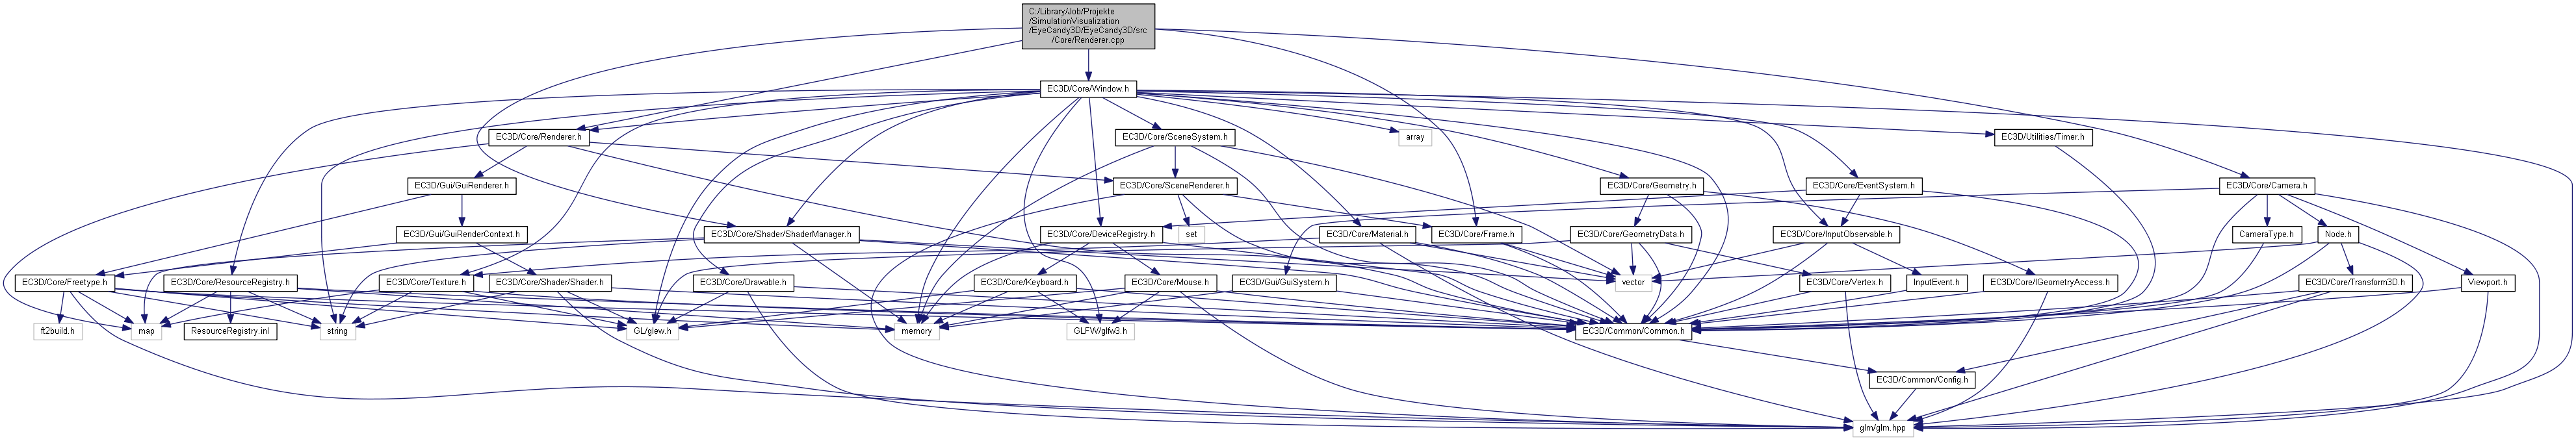 C:/Library/Job/Projekte
/SimulationVisualization
/EyeCandy3D/EyeCandy3D/src
/Core/Renderer.cpp
EC3D/Core/Window.h
EC3D/Core/Renderer.h
EC3D/Core/SceneSystem.h
array
EC3D/Utilities/Timer.h
EC3D/Gui/GuiRenderer.h
EC3D/Core/SceneRenderer.h
EC3D/Core/Geometry.h
EC3D/Core/EventSystem.h
EC3D/Core/Camera.h
EC3D/Gui/GuiRenderContext.h
EC3D/Core/Shader/ShaderManager.h
EC3D/Core/DeviceRegistry.h
set
EC3D/Core/Material.h
EC3D/Core/Frame.h
EC3D/Core/GeometryData.h
EC3D/Core/InputObservable.h
CameraType.h
Node.h
EC3D/Core/Freetype.h
EC3D/Core/ResourceRegistry.h
EC3D/Core/Texture.h
EC3D/Core/Shader/Shader.h
EC3D/Core/Drawable.h
EC3D/Core/Keyboard.h
EC3D/Core/Mouse.h
EC3D/Gui/GuiSystem.h
vector
EC3D/Core/Vertex.h
InputEvent.h
EC3D/Core/IGeometryAccess.h
EC3D/Core/Transform3D.h
Viewport.h
ft2build.h
map
ResourceRegistry.inl
string
GL/glew.h
memory
GLFW/glfw3.h
EC3D/Common/Common.h
EC3D/Common/Config.h
glm/glm.hpp